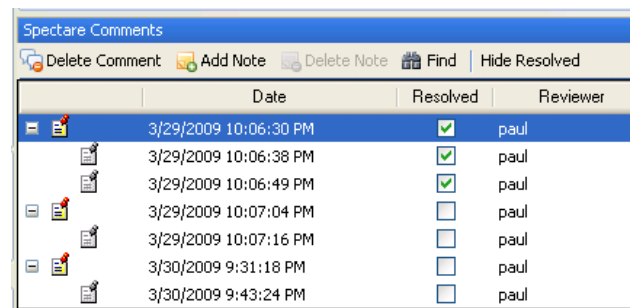 Spectare Comments
Delete Comment Add Note Delete Note Find Hide Resolved
Date Resolved Reviewer
3/29/2009 10:06:30 PM paul
3/29/2009 10:06:38 PM paul
3/29/2009 10:06:49 PM paul
3/29/2009 10:07:04 PM paul
3/29/2009 10:07:16 PM paul
3/30/2009 9:31:18 PM paul
3/30/2009 9:43:24 PM paul